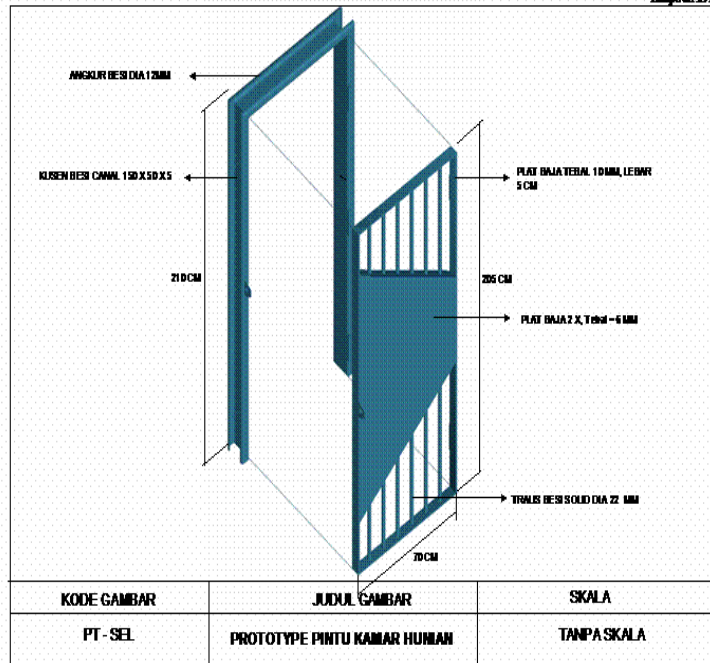 ANGKUR BESI DIA 12MM
KUSEN BESI CANAL 150 X 50 X 5
PLAT BAJA TEBAL 10 MM, LEBAR
5 CM
210 CM
205 CM
PLAT BAJA 2 X, Tebal = 6 MM
TRALIS BESI SOLID DIA 22 MM
70 CM
KODE GAMBAR
JUDUL GAMBAR
SKALA
PT - SEL
PROTOTYPE PINTU KAMAR HUNIAN
TANPA SKALA